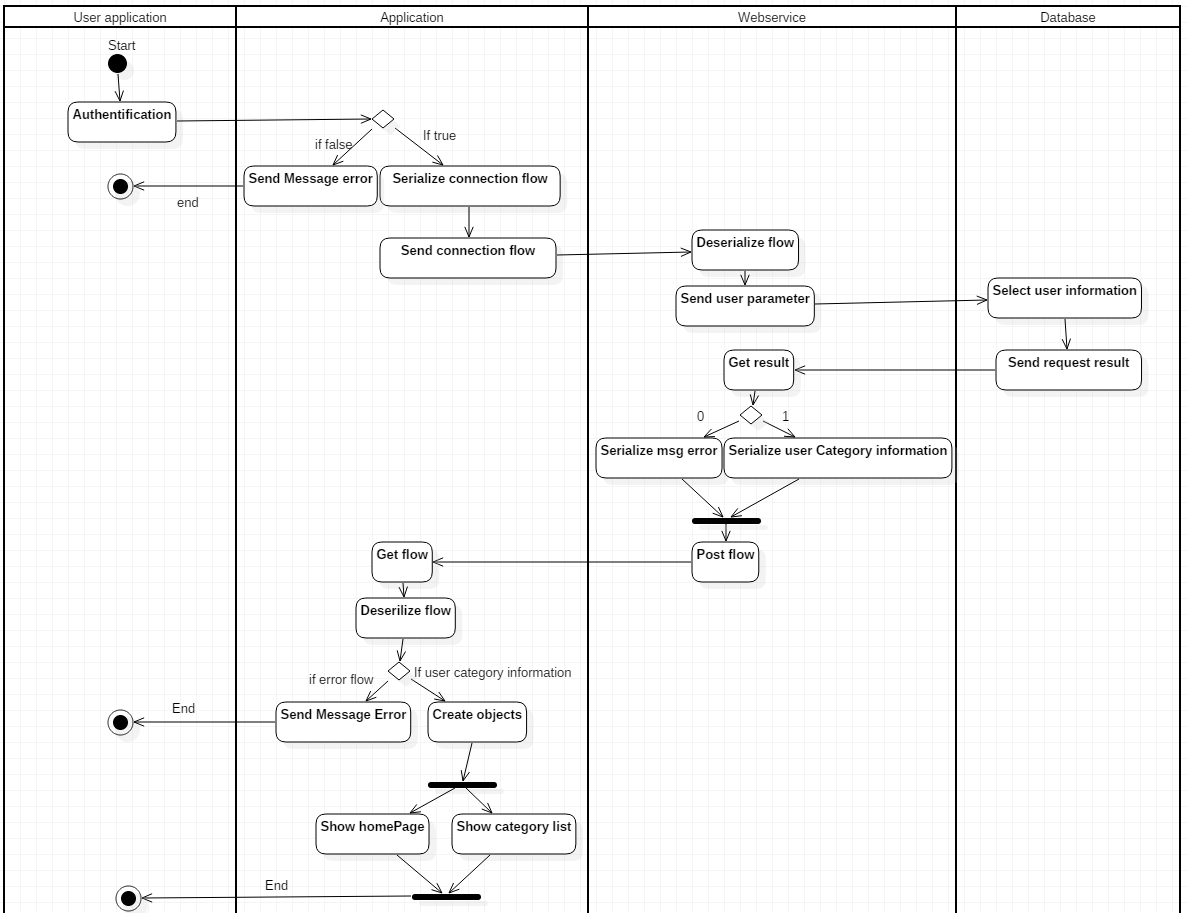 User application
Application
Webservice
Database
Start
Authentification
if false
If true
Send Message error
Serialize connection flow
end
Send connection flow
Deserialize flow
Send user parameter
Select user information
Get result
Send request result
0
1
Serialize msg error
Serialize user Category information
Get flow
Post flow
Deserilize flow
if error flow
If user category information
End
Send Message Error
Create objects
Show homePage
Show category list
End